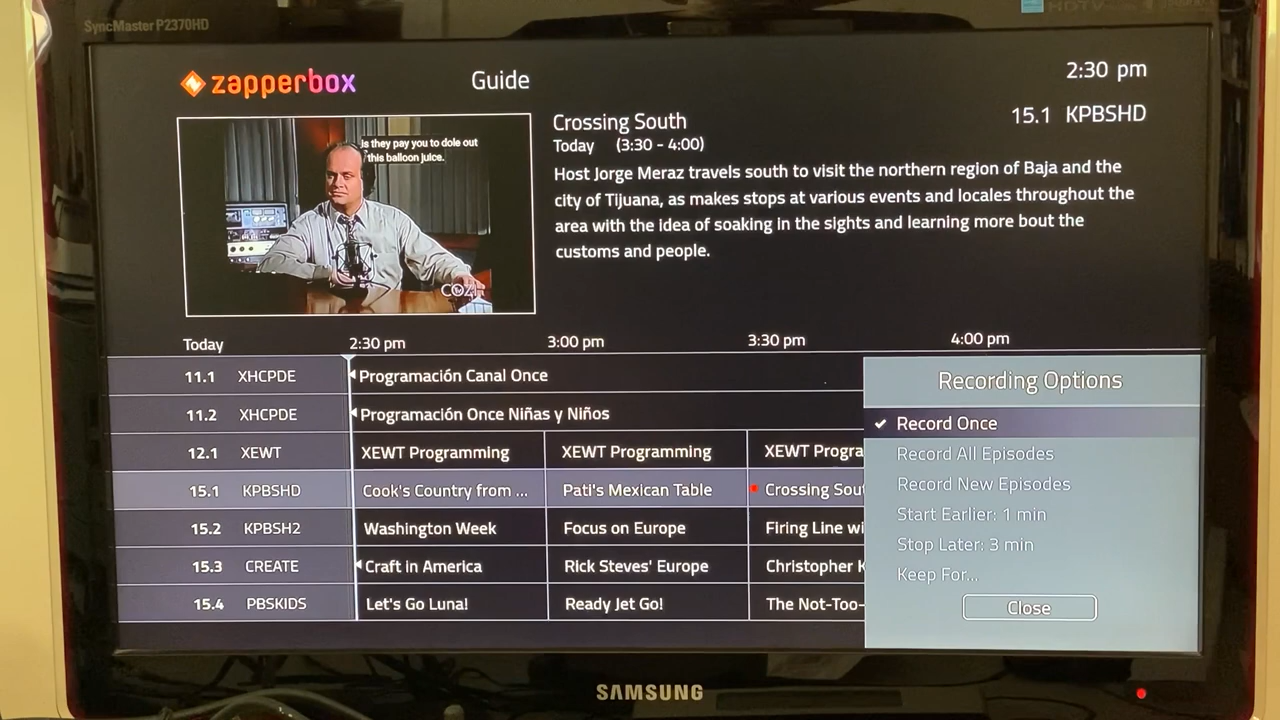 SyncMaster P2370HD
HDTV
zapperbox
Guide
2:30 pm
15.1 KPBSHD
is they pay you to dole out
this balloon juice.
COZI
Crossing South
Today (3:30 - 4:00)
Host Jorge Meraz travels south to visit the northern region of Baja and the
city of Tijuana, as makes stops at various events and locales throughout the
area with the idea of soaking in the sights and learning more bout the
customs and people.
Today 2:30 pm 3:00 pm 3:30 pm 4:00 pm
11.1 XHCPDE Programación Canal Once
11.2 XHCPDE Programación Once Niñas y Niños
12.1 XEWT XEWT Programming XEWT Programming XEWT Progra
15.1 KPBSHD Cook's Country from ... Pati's Mexican Table Crossing Sou
15.2 KPBSH2 Washington Week Focus on Europe Firing Line wi
15.3 CREATE Craft in America Rick Steves' Europe Christopher K
15.4 PBSKIDS Let's Go Luna! Ready Jet Go! The Not-Too-
Recording Options
✔ Record Once
Record All Episodes
Record New Episodes
Start Earlier: 1 min
Stop Later: 3 min
Keep For...
Close
SAMSUNG